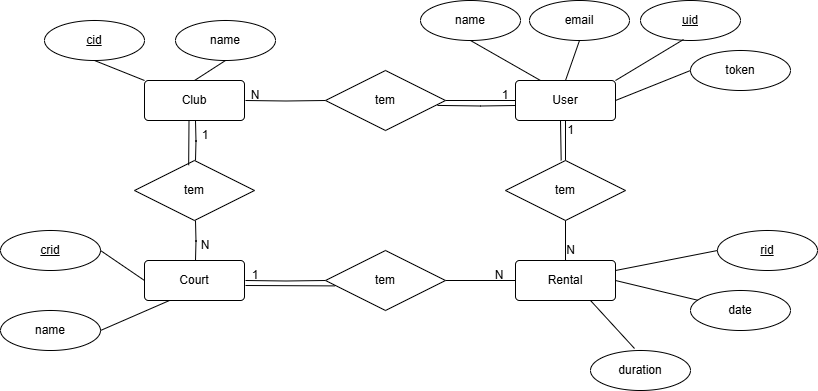 name
email
uid
cid
name
token
Club
N
tem
1
User
1
1
tem
tem
N
N
crid
rid
Court
1
tem
N
Rental
name
date
duration